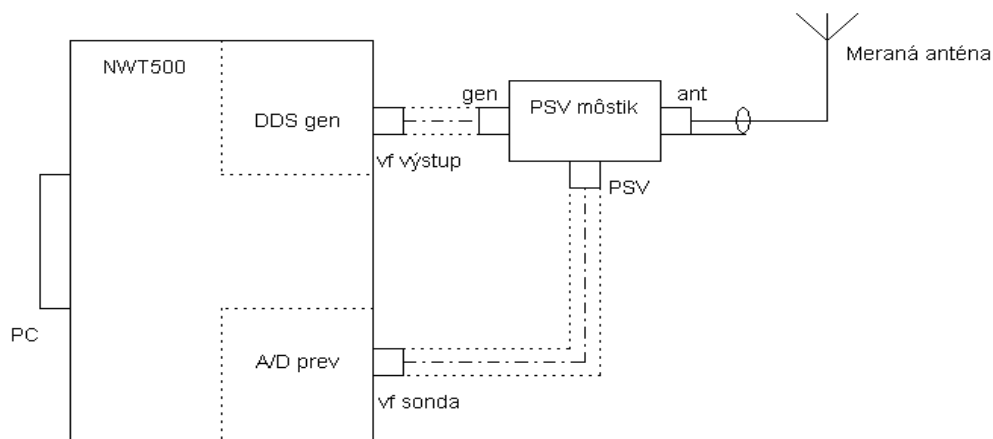 NWT500
Meraná anténa
gen
ant
DDS gen
PSV môstik
vf výstup
PSV
PC
A/D prev
vf sonda